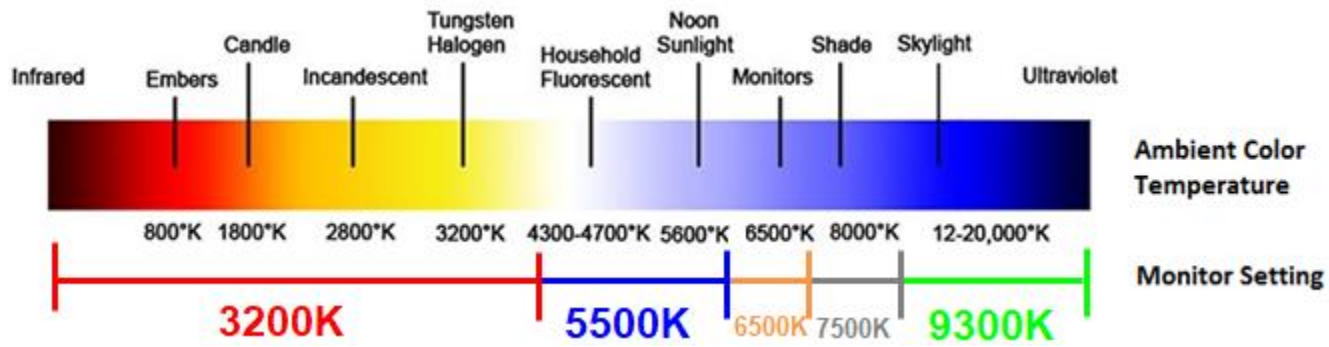 Infrared
Embers
Candle
Incandescent
Tungsten
Halogen
Household
Fluorescent
Noon
Sunlight
Monitors
Shade
Skylight
Ultraviolet
Ambient Color
Temperature
800°K 1800°K 2800°K 3200°K 4300-4700°K 5600°K 6500°K 8000°K 12-20,000°K
Monitor Setting
3200K 5500K 6500K 7500K 9300K